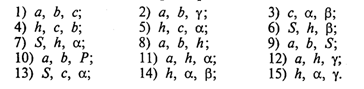 1) a, b, c; 2) a, b, γ; 3) c, α, β;
4) h, c, b; 5) h, c, α; 6) S, h, β;
7) S, h, α; 8) a, b, h; 9) a, b, S;
10) a, b, P; 11) a, h, α; 12) a, h, γ;
13) S, c, α; 14) h, α, β; 15) h, α, γ.